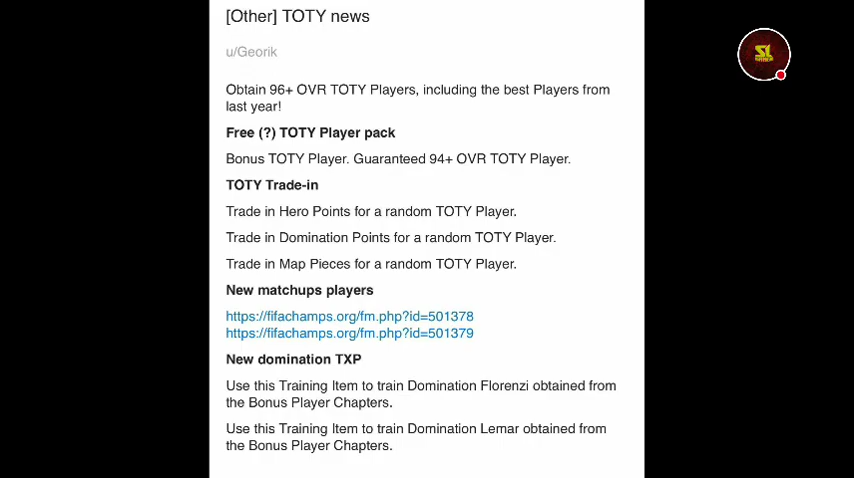 [Other] TOTY news
u/Georik
Obtain 96+ OVR TOTY Players, including the best Players from
last year!
Free (?) TOTY Player pack
Bonus TOTY Player. Guaranteed 94+ OVR TOTY Player.
TOTY Trade-in
Trade in Hero Points for a random TOTY Player.
Trade in Domination Points for a random TOTY Player.
Trade in Map Pieces for a random TOTY Player.
New matchups players
https://fifachamps.org/fm.php?id=501378
https://fifachamps.org/fm.php?id=501379
New domination TXP
Use this Training Item to train Domination Florenzi obtained from
the Bonus Player Chapters.
Use this Training Item to train Domination Lemar obtained from
the Bonus Player Chapters.